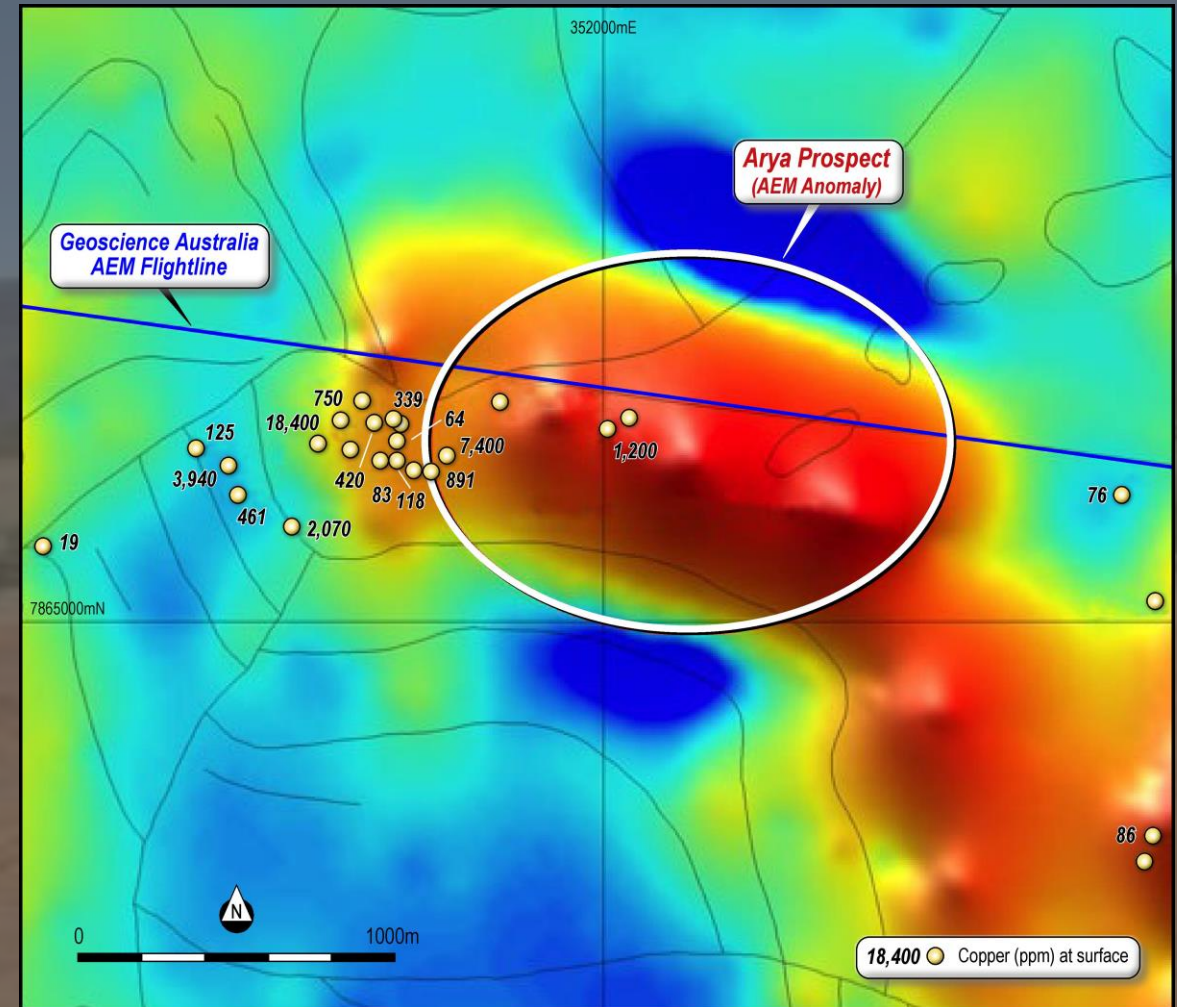 352000mE
Arya Prospect
(AEM Anomaly)
Geoscience Australia
AEM Flightline
750
339
64
18,400
125
7,400
1,200
3,940
420
83
118
891
76
461
2,070
19
7865000mN
86
N
0
1000m
18,400 Copper (ppm) at surface